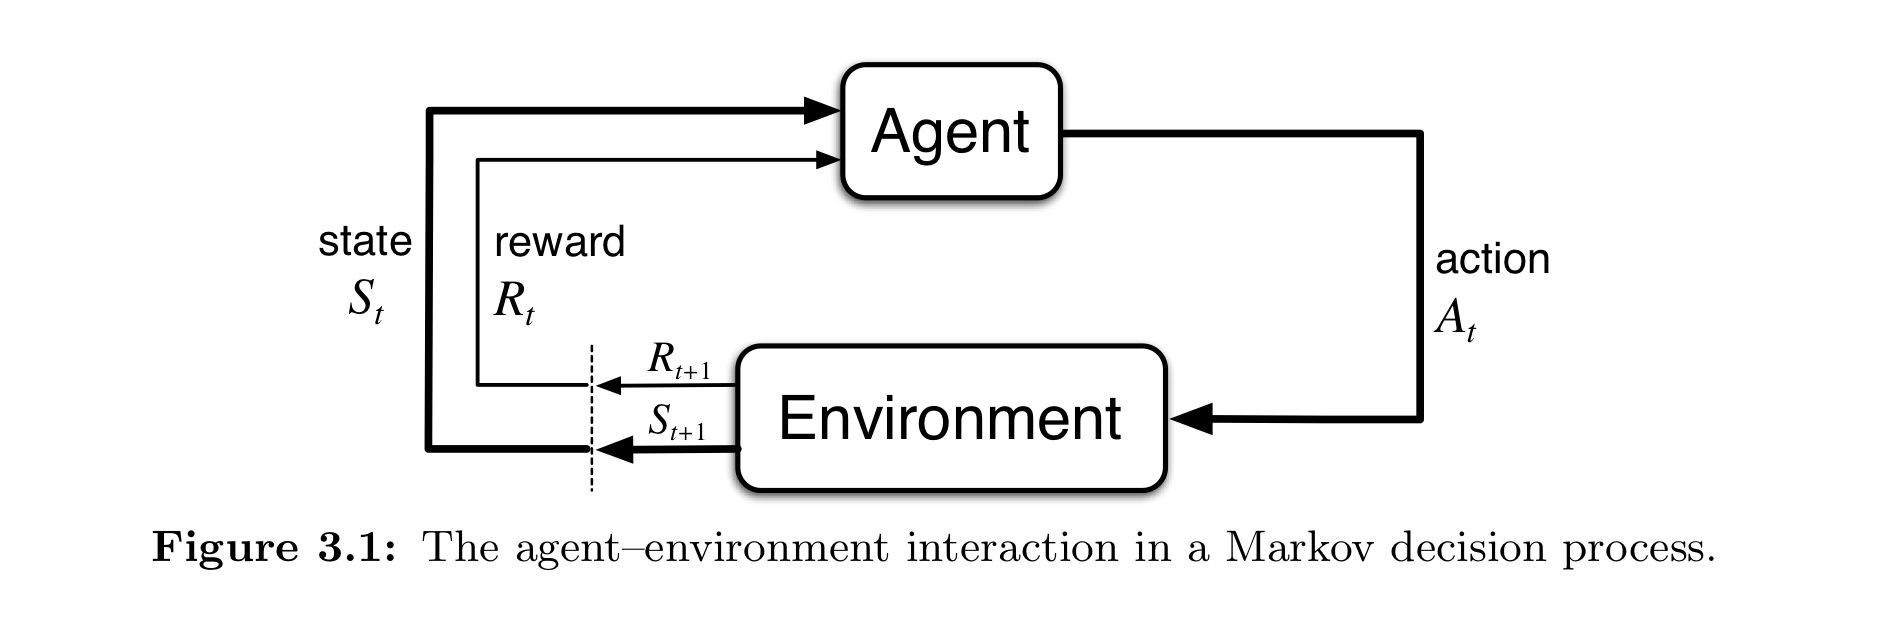 Agent
state
S_t
reward
R_t
action
A_t
R_{t+1}
S_{t+1}
Environment
Figure 3.1: The agent–environment interaction in a Markov decision process.